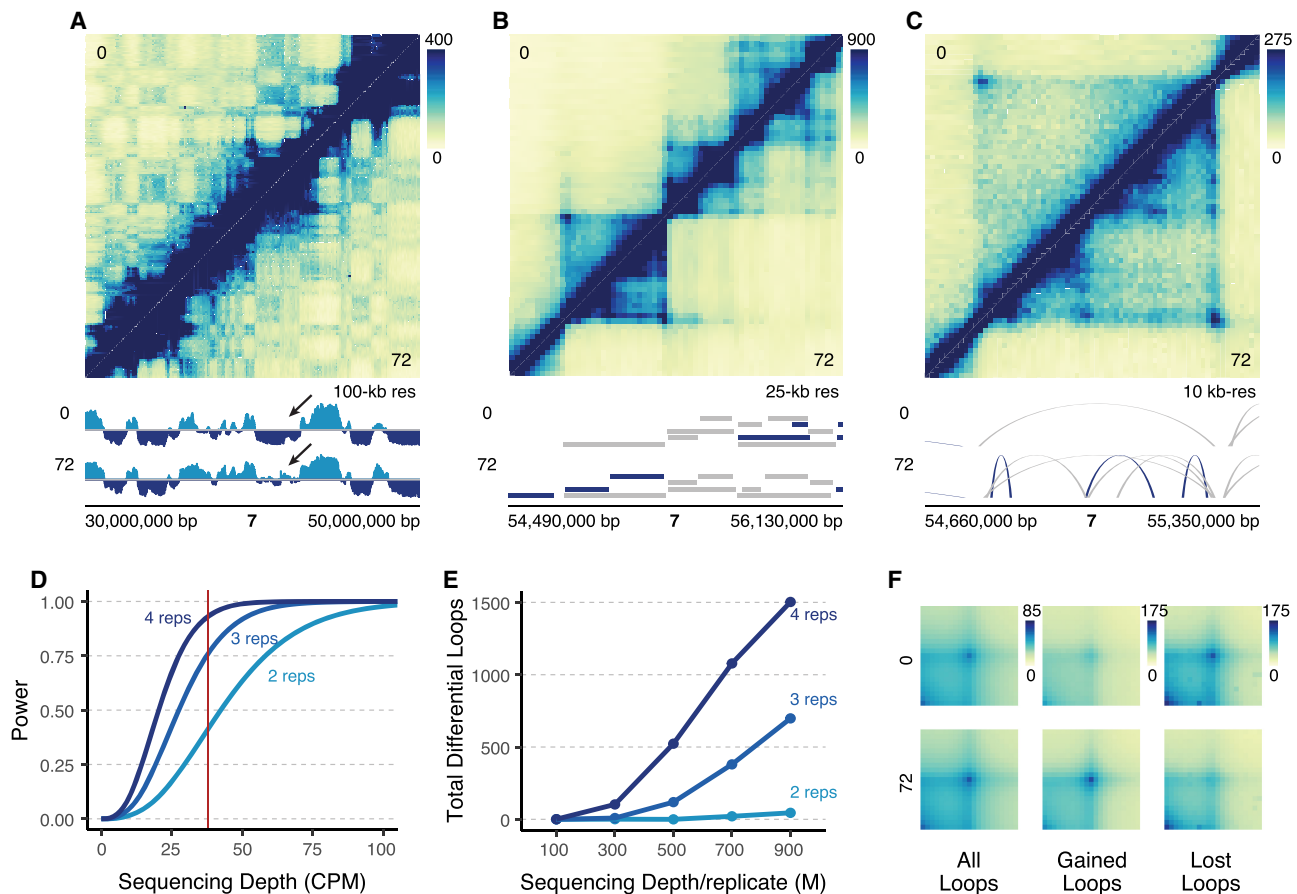 A
0
400
0
72
100-kb res
0
72
30,000,000 bp 7 50,000,000 bp
B
0
900
0
72
25-kb res
0
72
54,490,000 bp 7 56,130,000 bp
C
0
275
0
72
10 kb-res
0
72
54,660,000 bp 7 55,350,000 bp
D
Power
1.00
0.75
0.50
0.25
0.00
4 reps
3 reps
2 reps
0 25 50 75 100
Sequencing Depth (CPM)
E
Total Differential Loops
1500
1000
500
0
4 reps
3 reps
2 reps
100 300 500 700 900
Sequencing Depth/replicate (M)
F
0
85
0
175
0
175
0
72
All
Loops
Gained
Loops
Lost
Loops